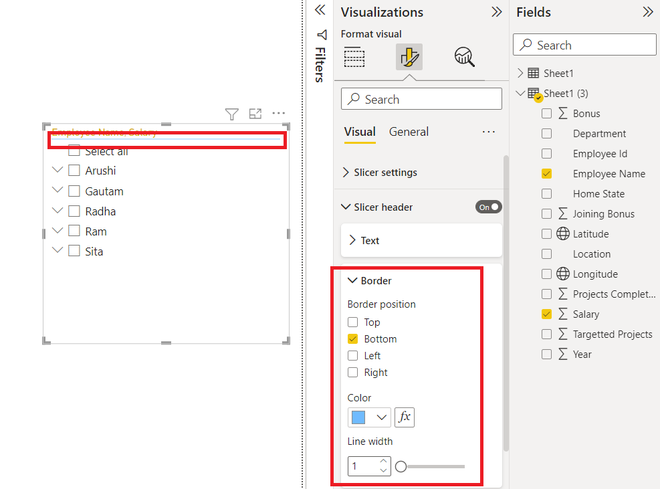 Employee Name, Salary
Select all
Arushi
Gautam
Radha
Ram
Sita
Filters
Visualizations
Format visual
Search
Visual
General
Slicer settings
Slicer header
On
Text
Border
Border position
Top
Bottom
Left
Right
Color
fx
Line width
1
Fields
Search
Sheet1
Sheet1 (3)
Bonus
Department
Employee Id
Employee Name
Home State
Joining Bonus
Latitude
Location
Longitude
Projects Complet...
Salary
Targetted Projects
Year